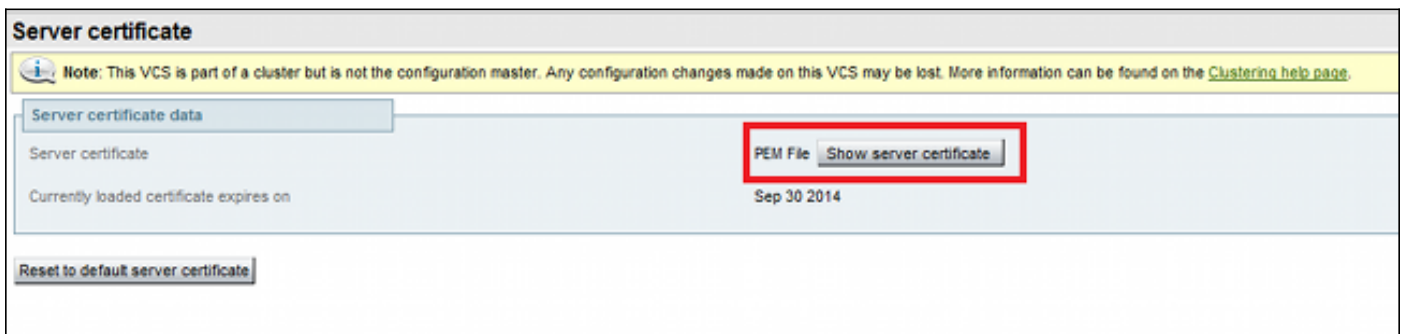 Server certificate
Note: This VCS is part of a cluster but is not the configuration master. Any configuration changes made on this VCS may be lost. More information can be found on the Clustering help page.
Server certificate data
Server certificate PEM File Show server certificate
Currently loaded certificate expires on Sep 30 2014
Reset to default server certificate